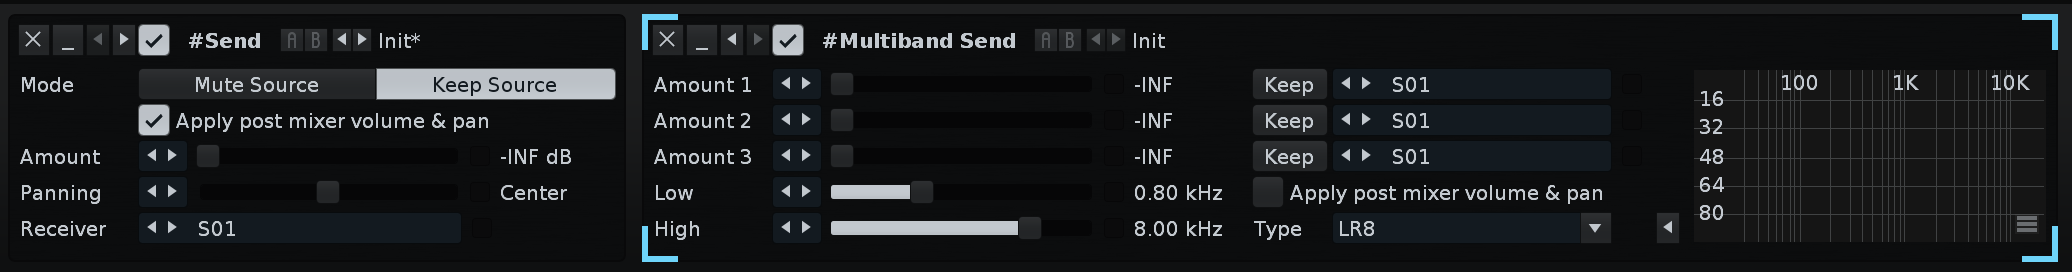 #Send A B Init*
Mode Mute Source Keep Source
Apply post mixer volume & pan
Amount -INF dB
Panning Center
Receiver S01
#Multiband Send A B Init
Amount 1 -INF Keep S01
Amount 2 -INF Keep S01
Amount 3 -INF Keep S01
Low 0.80 kHz Apply post mixer volume & pan
High 8.00 kHz Type LR8
100 1K 10K
16
32
48
64
80